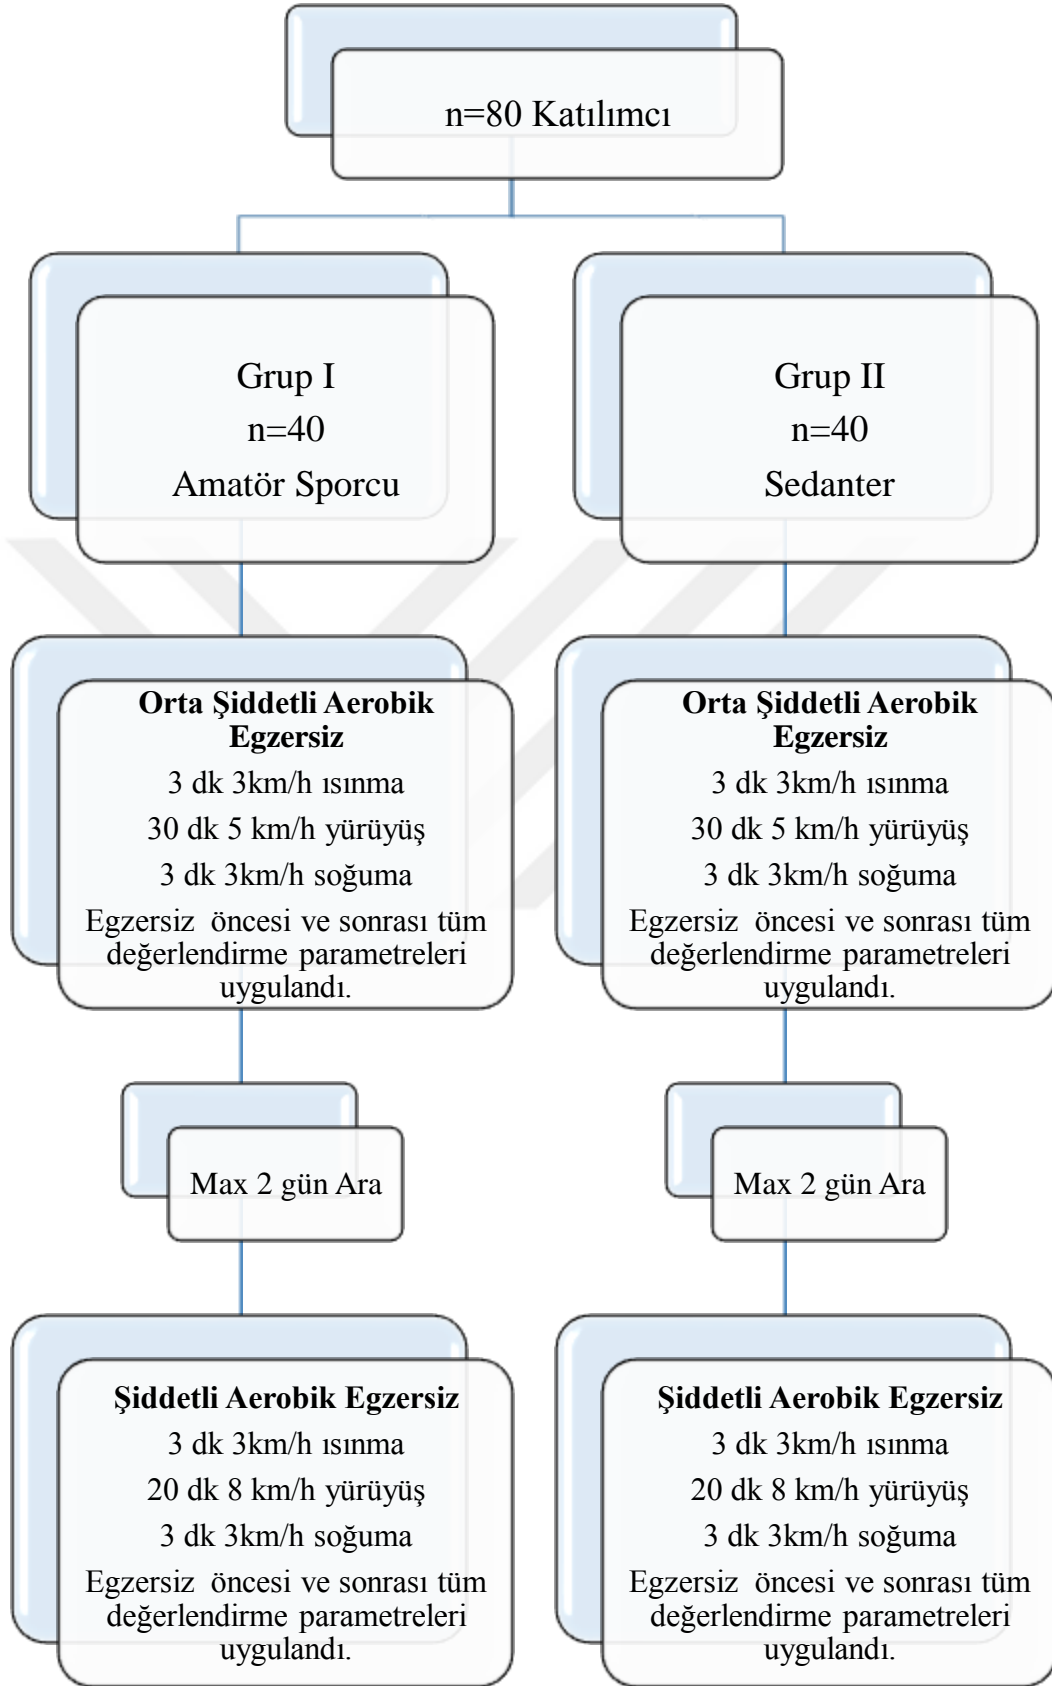 n=80 Katılımcı
Grup I
n=40
Amatör Sporcu
Grup II
n=40
Sedanter
Orta Şiddetli Aerobik
Egzersiz
3 dk 3km/h ısınma
30 dk 5 km/h yürüyüş
3 dk 3km/h soğuma
Egzersiz öncesi ve sonrası tüm
değerlendirme parametreleri
uygulandı.
Orta Şiddetli Aerobik
Egzersiz
3 dk 3km/h ısınma
30 dk 5 km/h yürüyüş
3 dk 3km/h soğuma
Egzersiz öncesi ve sonrası tüm
değerlendirme parametreleri
uygulandı.
Max 2 gün Ara
Max 2 gün Ara
Şiddetli Aerobik Egzersiz
3 dk 3km/h ısınma
20 dk 8 km/h yürüyüş
3 dk 3km/h soğuma
Egzersiz öncesi ve sonrası tüm
değerlendirme parametreleri
uygulandı.
Şiddetli Aerobik Egzersiz
3 dk 3km/h ısınma
20 dk 8 km/h yürüyüş
3 dk 3km/h soğuma
Egzersiz öncesi ve sonrası tüm
değerlendirme parametreleri
uygulandı.